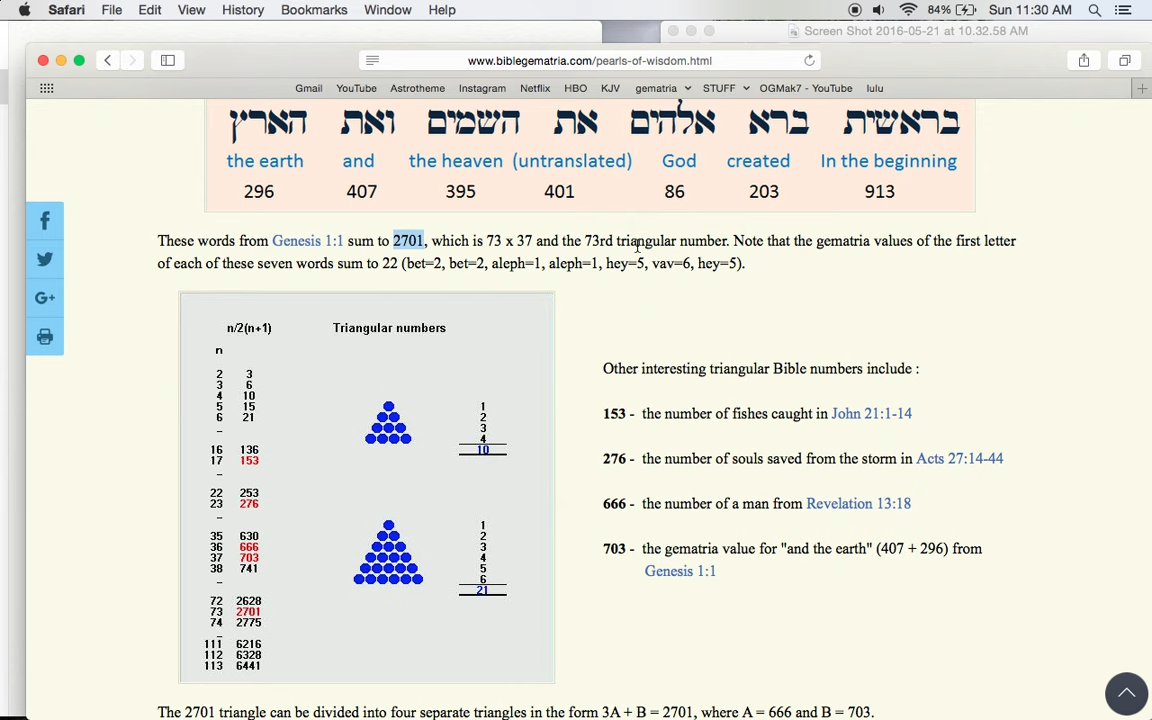 Safari File Edit View History Bookmarks Window Help 84% Sun 11:30 AM
Screen Shot 2016-05-21 at 10.32.58 AM
www.biblegematria.com/pearls-of-wisdom.html
Gmail YouTube Astrotheme Instagram Netflix HBO KJV gematria STUFF OGMak7 - YouTube lulu
בראשית ברא אלהים את השמים ואת הארץ
the earth and the heaven (untranslated) God created In the beginning
296 407 395 401 86 203 913
These words from Genesis 1:1 sum to 2701, which is 73 x 37 and the 73rd triangular number. Note that the gematria values of the first letter
of each of these seven words sum to 22 (bet=2, bet=2, aleph=1, aleph=1, hey=5, vav=6, hey=5).
n/2(n+1) Triangular numbers
n
2 3
3 6
4 10
5 15
6 21
–
16 136
17 153
–
22 253
23 276
–
35 630
36 666
37 703
38 741
–
72 2628
73 2701
74 2775
–
111 6216
112 6328
113 6441
1
2
3
4
10
1
2
3
4
5
6
21
Other interesting triangular Bible numbers include :
153 - the number of fishes caught in John 21:1-14
276 - the number of souls saved from the storm in Acts 27:14-44
666 - the number of a man from Revelation 13:18
703 - the gematria value for "and the earth" (407 + 296) from
Genesis 1:1
The 2701 triangle can be divided into four separate triangles in the form 3A + B = 2701, where A = 666 and B = 703.